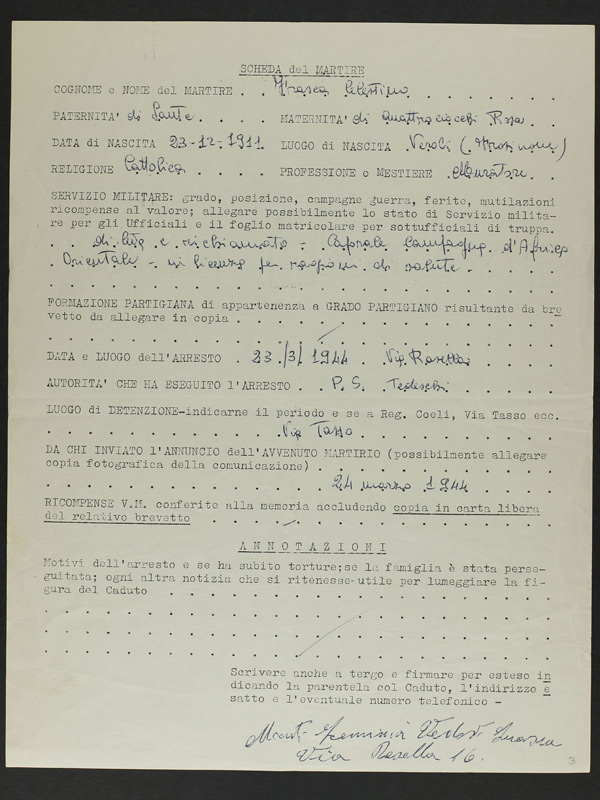 SCHEDA del MARTIRE
COGNOME e NOME del MARTIRE . . Frasca Celestino
PATERNITA' di Sante . . . . MATERNITA' di Quattrociocchi Rosa . .
DATA di NASCITA 23-12-1911 LUOGO di NASCITA Veroli (Frosinone)
RELIGIONE Cattolica . . . . PROFESSIONE e MESTIERE Muratore . .
SERVIZIO MILITARE: grado, posizione, campagne guerra, ferite, mutilazioni
ricompense al valore; allegare possibilmente lo stato di Servizio milita-
re per gli Ufficiali e il foglio matricolare per sottufficiali di truppa.
. . di leva e richiamato - Caporale Campagna d'Africa
Orientale - in licenza per ragioni di salute . . . .
FORMAZIONE PARTIGIANA di appartenenza a GRADO PARTIGIANO risultante da bre
vetto da allegare in copia . . . . . . . . . . . . . . .
DATA e LUOGO dell'ARRESTO . 23/3/1944 . Via Rasella . . .
AUTORITA' CHE HA ESEGUITO l'ARRESTO . . P. S. Tedeschi . . .
LUOGO di DETENZIONE-indicarne il periodo e se a Reg. Coeli, Via Tasso ecc.
. . . . . . . . . . Via Tasso . . . . . . . . .
DA CHI INVIATO l'ANNUNCIO dell'AVVENUTO MARTIRIO (possibilmente allegare
copia fotografica della comunicazione) . . . . . . . . . .
. . . . . . . . . . . . 24 marzo 1944 . . . .
RICOMPENSE V.M. conferite alla memoria accludendo copia in carta libera
del relativo brevetto . . . . . . . . . . . . . . .
ANNOTAZIONI
Motivi dell'arresto e se ha subito torture;se la famiglia è stata perse-
guitata; ogni altra notizia che si ritenesse utile per lumeggiare la fi-
gura del Caduto . . . . . . . . . . . . . . . . .
Scrivere anche a tergo e firmare per esteso in
dicando la parentela col Caduto, l'indirizzo e
satto e l'eventuale numero telefonico -
Frasca
Via Rasella 16.
3